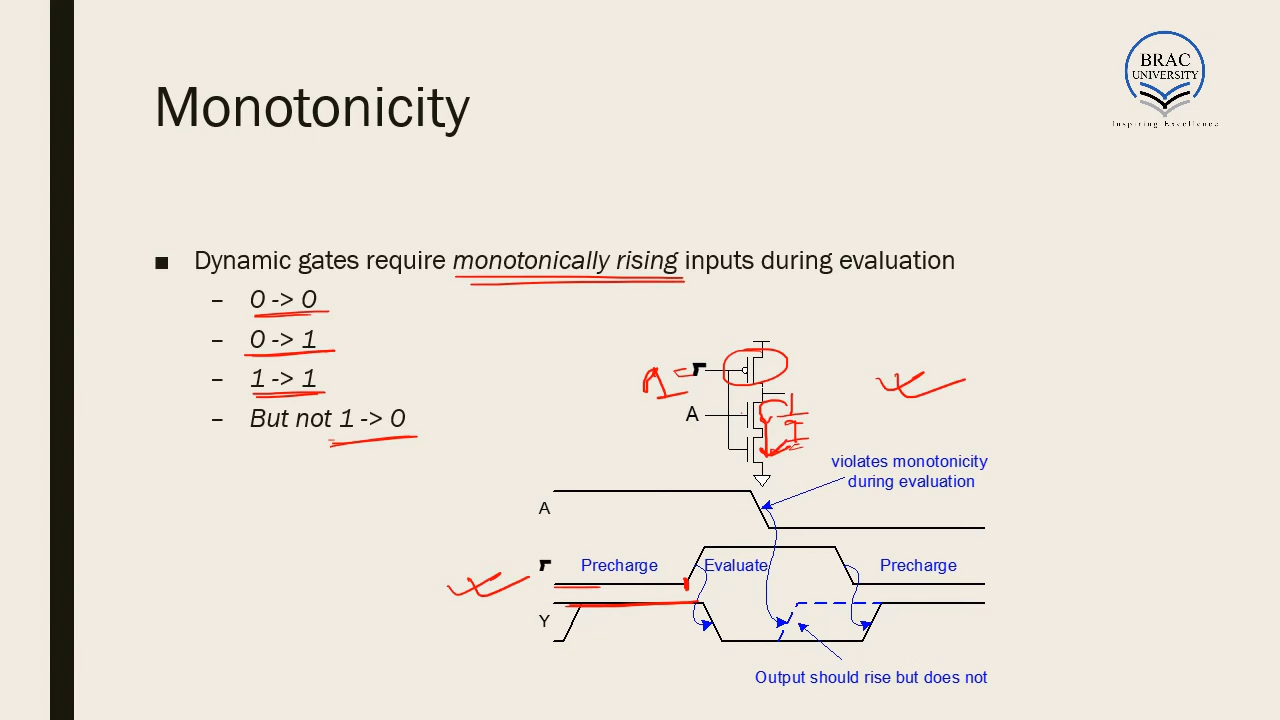 BRAC
UNIVERSITY
Inspiring Excellence
Monotonicity
■ Dynamic gates require monotonically rising inputs during evaluation
– 0 -> 0
– 0 -> 1
– 1 -> 1
– But not 1 -> 0
A
violates monotonicity
during evaluation
A
Precharge
Evaluate
Precharge
Y
Output should rise but does not